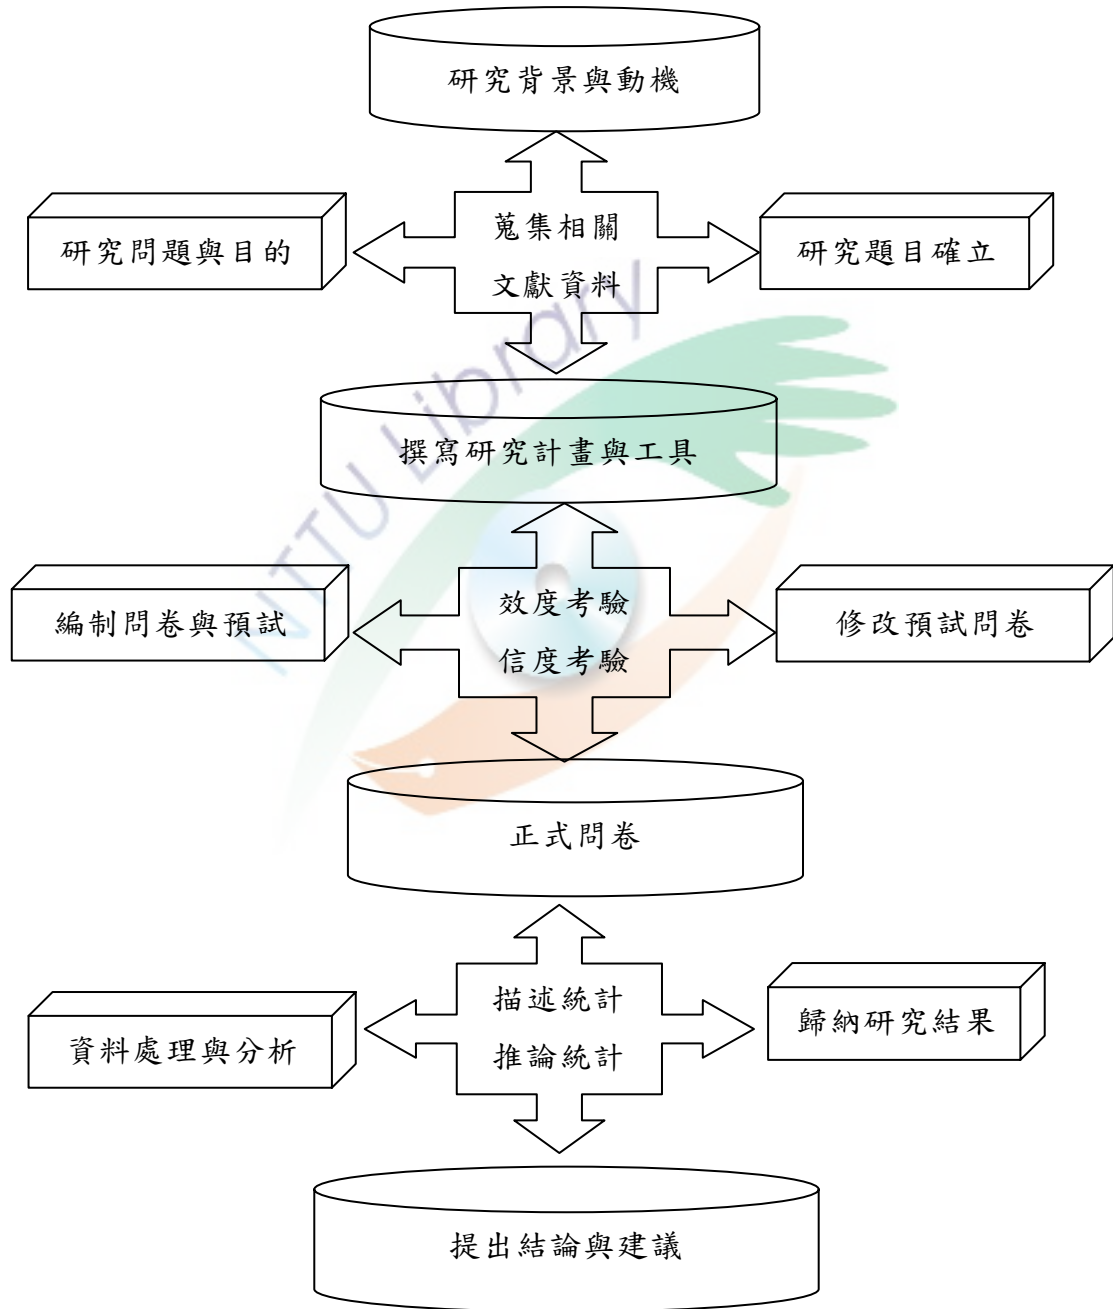 研究背景與動機
研究問題與目的
蒐集相關
文獻資料
研究題目確立
NTTU Library
撰寫研究計畫與工具
編制問卷與預試
效度考驗
信度考驗
修改預試問卷
正式問卷
資料處理與分析
描述統計
推論統計
歸納研究結果
提出結論與建議